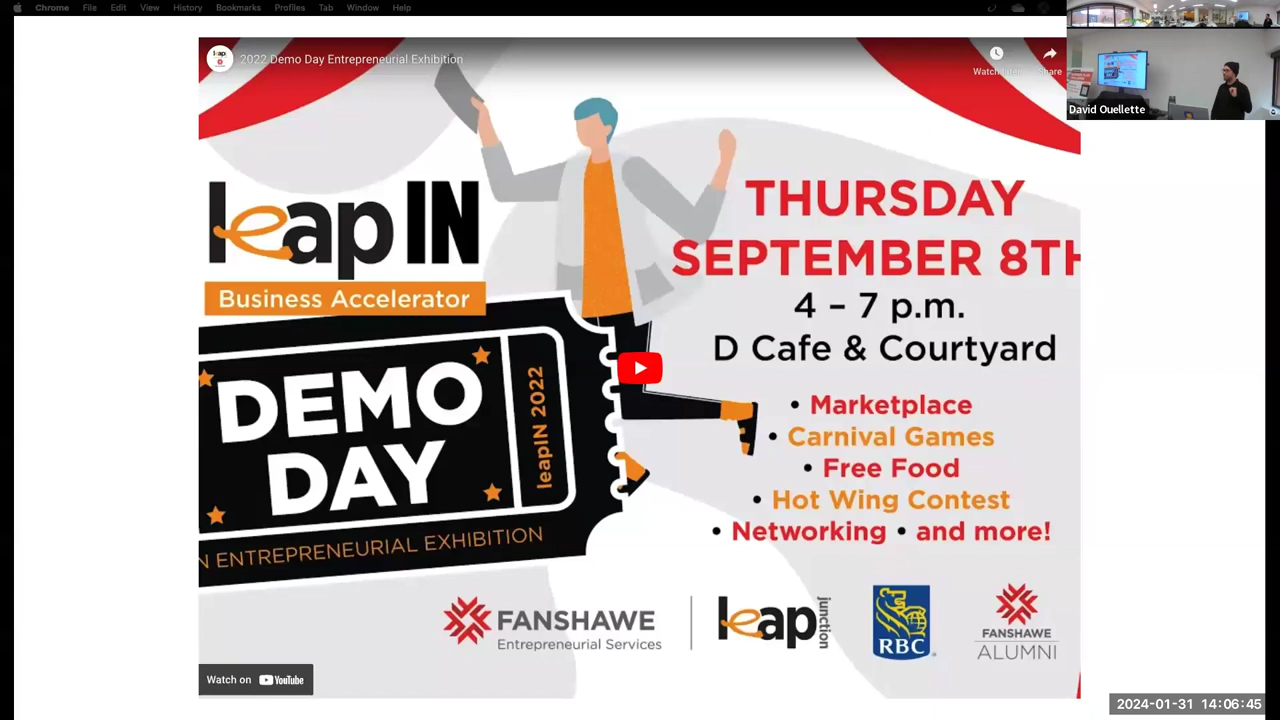 Chrome File Edit View History Bookmarks Profiles Tab Window Help
2022 Demo Day Entrepreneurial Exhibition
Watch later
Share
David Ouellette
leap IN
Business Accelerator
DEMO
DAY
leapIN 2022
N ENTREPRENEURIAL EXHIBITION
THURSDAY
SEPTEMBER 8TH
4 – 7 p.m.
D Cafe & Courtyard
• Marketplace
• Carnival Games
• Free Food
• Hot Wing Contest
• Networking • and more!
FANSHAWE
Entrepreneurial Services
leap junction
RBC
FANSHAWE
ALUMNI
Watch on YouTube
2024-01-31 14:06:45